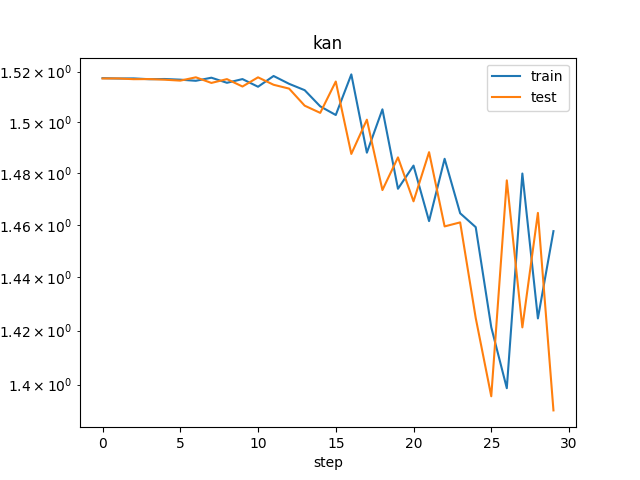 kan
1.52 × 10⁰
1.5 × 10⁰
1.48 × 10⁰
1.46 × 10⁰
1.44 × 10⁰
1.42 × 10⁰
1.4 × 10⁰
train
test
0 5 10 15 20 25 30
step